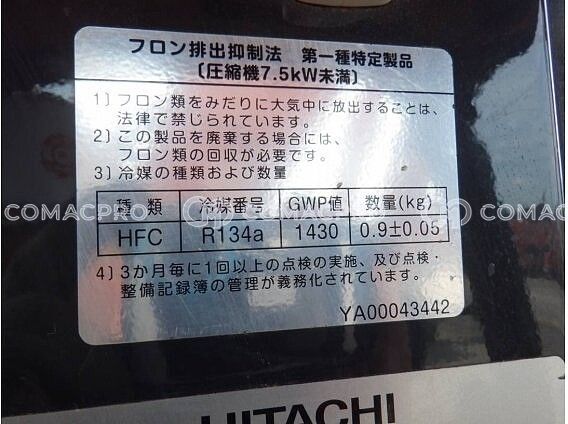 フロン排出抑制法 第一種特定製品
〔圧縮機7.5kW未満〕
1〕フロン類をみだりに大気中に放出することは、
法律で禁じられています。
2〕この製品を廃棄する場合には、
フロン類の回収が必要です。
3〕冷媒の種類および数量
種類 冷媒番号 GWP値 数量(kg)
HFC R134a 1430 0.9±0.05
COMACPRO COMACPRO COMACPRO
4〕3か月毎に1回以上の点検の実施、及び点検・
整備記録簿の管理が義務化されています。
YA00043442
HITACHI